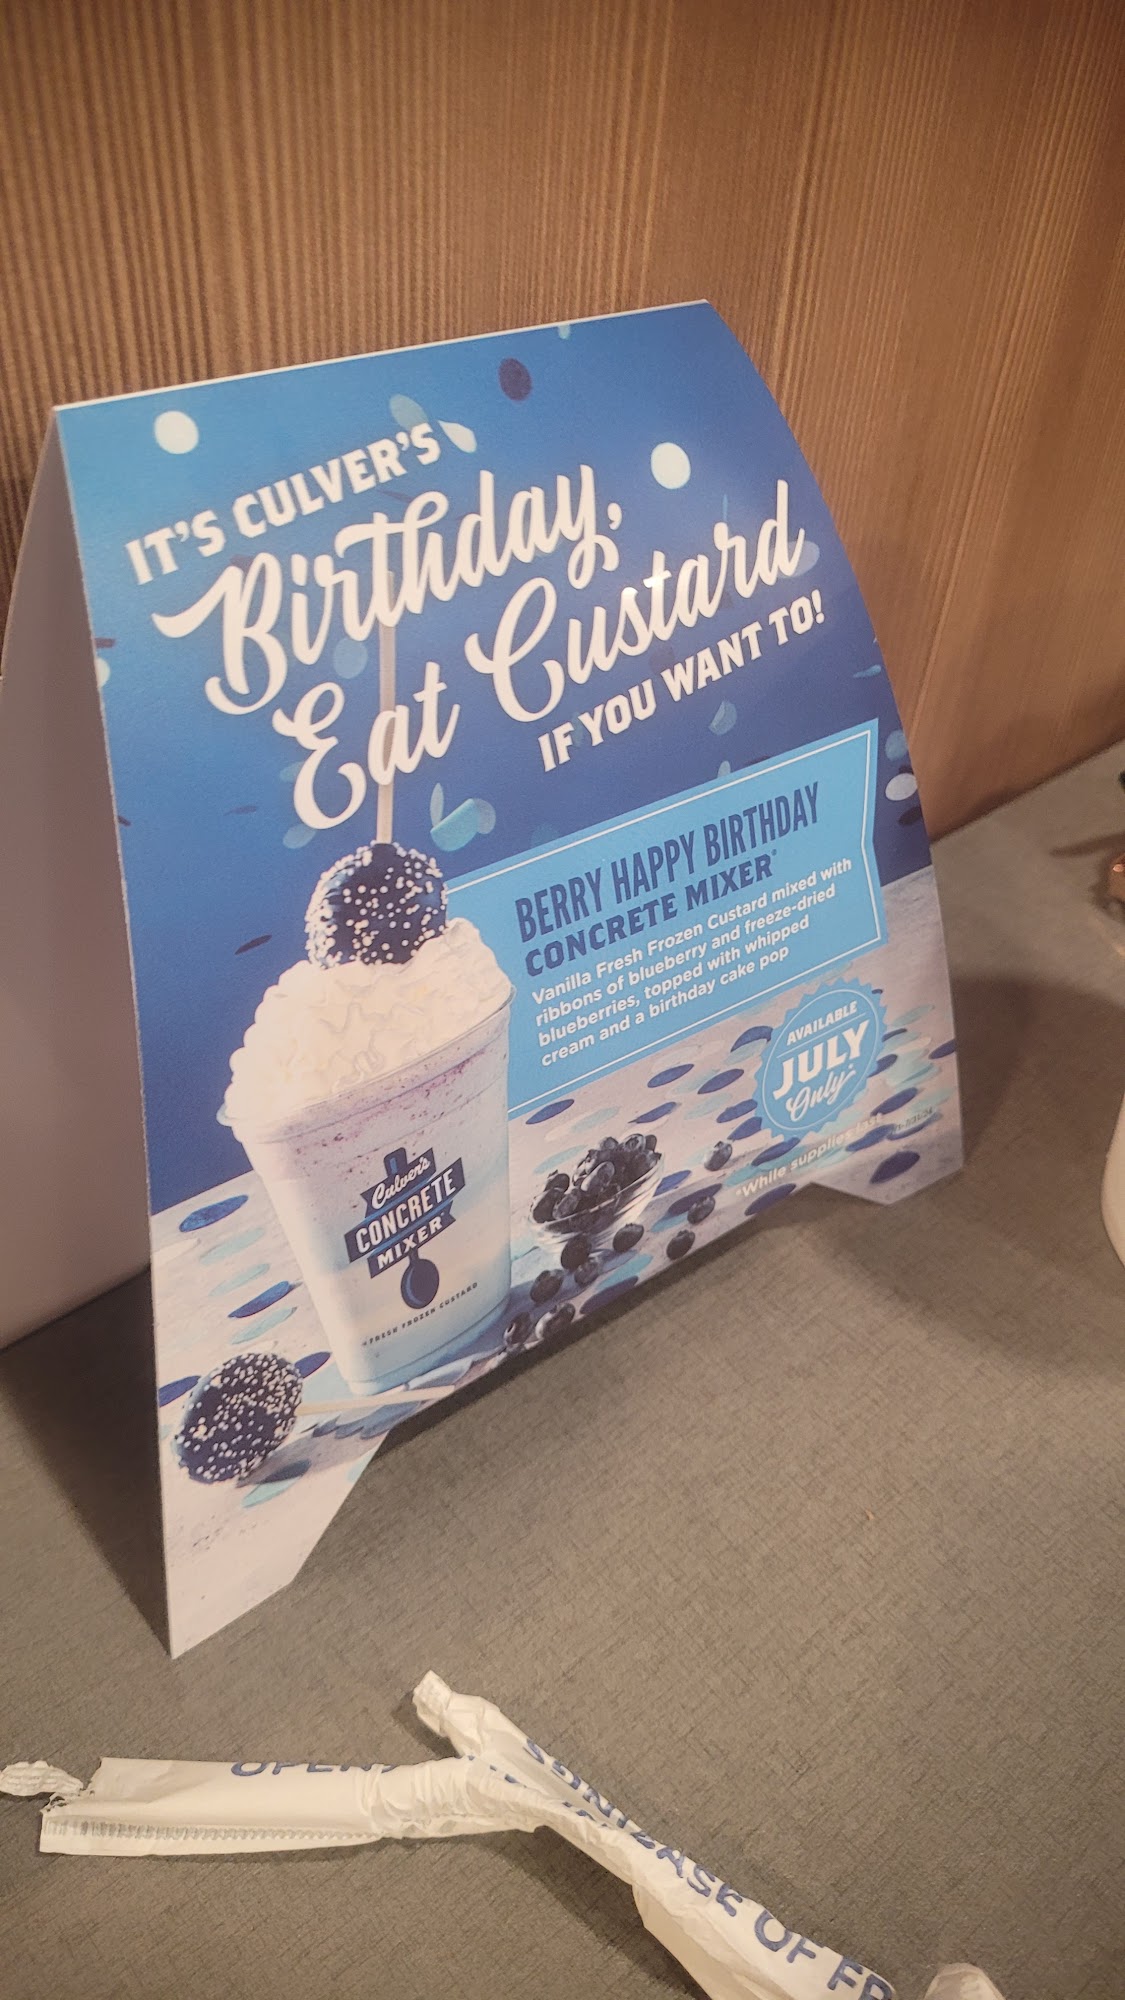 IT'S CULVER'S
Birthday,
Eat Custard
IF YOU WANT TO!
BERRY HAPPY BIRTHDAY
CONCRETE MIXER®
Vanilla Fresh Frozen Custard mixed with
ribbons of blueberry and freeze-dried
blueberries, topped with whipped
cream and a birthday cake pop
AVAILABLE
JULY
Only*
*While supplies last.
Culver's
CONCRETE
MIXER
FRESH FROZEN CUSTARD
OPEN
OF